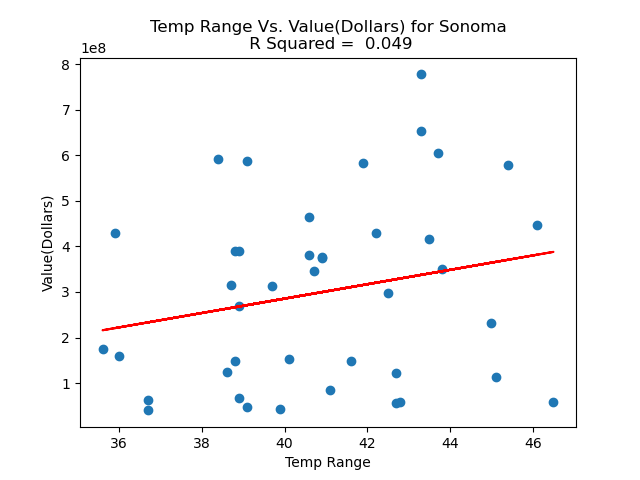 Temp Range Vs. Value(Dollars) for Sonoma
R Squared =  0.049
1e8
8
7
6
5
4
3
2
1
Value(Dollars)
36 38 40 42 44 46
Temp Range